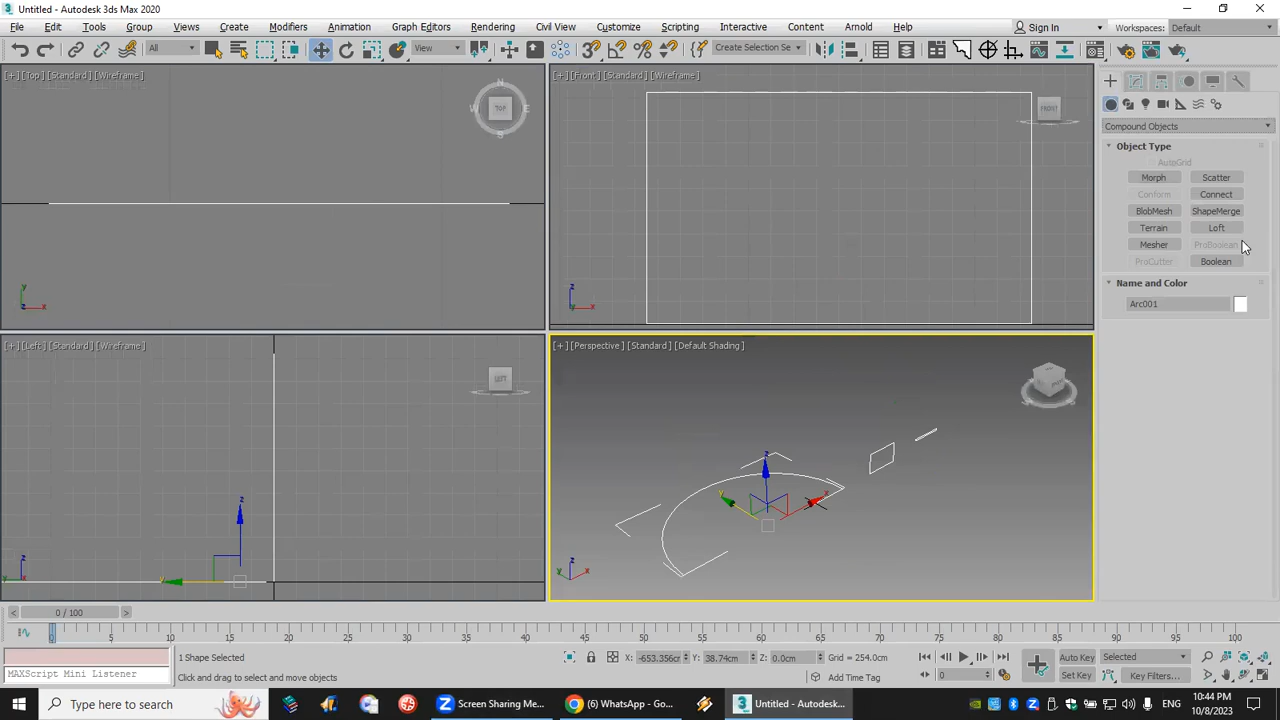 Untitled - Autodesk 3ds Max 2020
File Edit Tools Group Views Create Modifiers Animation Graph Editors Rendering Civil View Customize Scripting Interactive Content Arnold Help Sign In Workspaces: Default
All View Create Selection Se
[+] [Top] [Standard] [Wireframe]
[+] [Front] [Standard] [Wireframe]
N
W TOP E
S
FRONT
Compound Objects
Object Type
AutoGrid
Morph Scatter
Conform Connect
BlobMesh ShapeMerge
Terrain Loft
Mesher ProBoolean
ProCutter Boolean
Name and Color
Arc001
y
z x
z
y x
[+] [Left] [Standard] [Wireframe]
[+] [Perspective] [Standard] [Default Shading]
LEFT
z
y
z
y x
z
y
z
y x
0 / 100
0 5 10 15 20 25 30 35 40 45 50 55 60 65 70 75 80 85 90 95 100
1 Shape Selected
X: -653.356cr Y: 38.74cm Z: 0.0cm Grid = 254.0cm
Auto Key Selected
MAXScript Mini Listener
Click and drag to select and move objects
Add Time Tag
0
Set Key Key Filters...
Type here to search
Screen Sharing Me...
(6) WhatsApp - Go...
Untitled - Autodes...
ENG
10:44 PM
10/8/2023